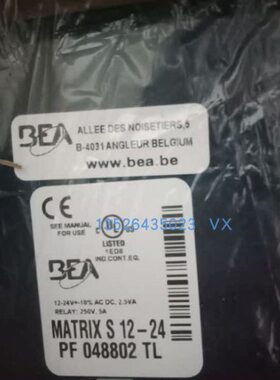 BEA
ALLEE DES NOISETIERS,5
B-4031 ANGLEUR BELGIUM
www.bea.be
CE
SEE MANUAL
FOR USE
UL
LISTED
IND.CONT.EQ.
BEA
12-24V+-10% AC DC, 2.5VA
RELAY: 250V, 5A
MATRIX S 12-24
PF 048802 TL